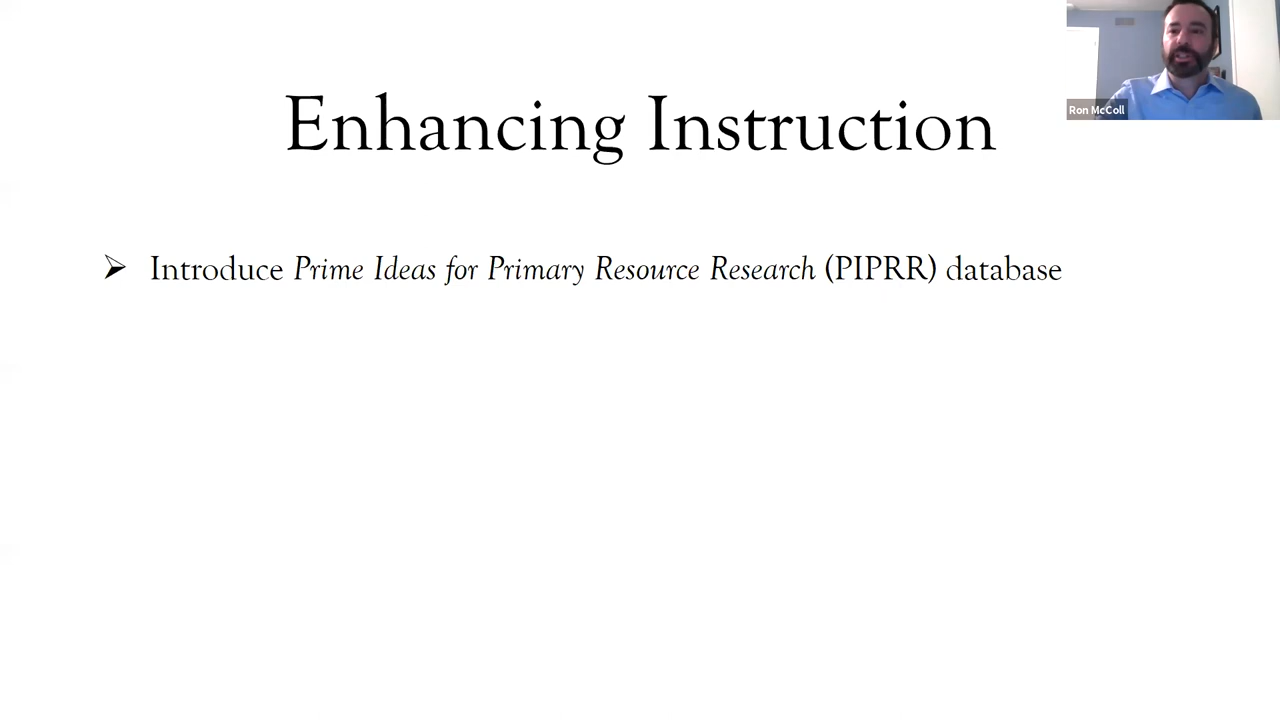 Enhancing Instruction
Ron McColl
➢ Introduce Prime Ideas for Primary Resource Research (PIPRR) database